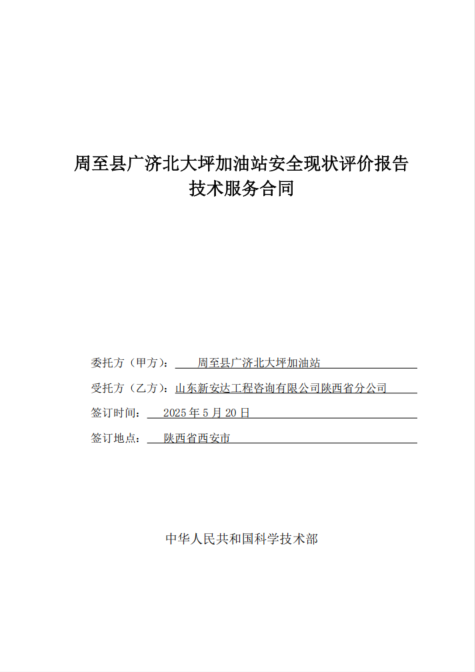 周至县广济北大坪加油站安全现状评价报告
技术服务合同
委托方（甲方）： 周至县广济北大坪加油站
受托方（乙方）：山东新安达工程咨询有限公司陕西省分公司
签订时间： 2025 年 5 月 20 日
签订地点： 陕西省西安市
中华人民共和国科学技术部